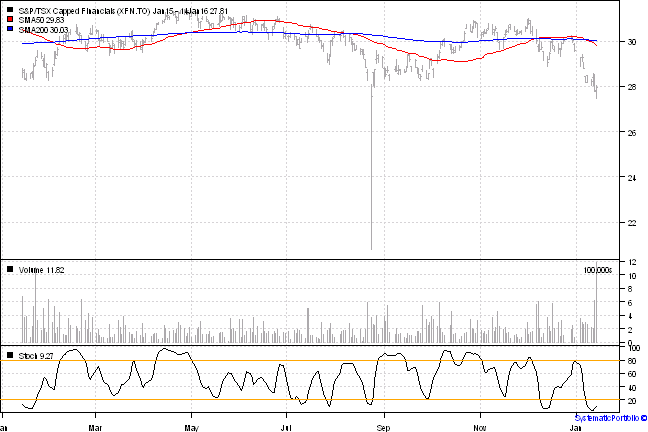 S&P/TSX Capped Financials (XFN.TO) Jan 15 - 14Jan 16 27.81
SMA50 29.83
SMA200 30.03
30
28
26
24
22
Volume 11.82
12
100,000s
10
8
6
4
2
0
Stoch 9.27
100
80
60
40
20
an
Mar
May
Jul
Sep
Nov
Jan
SystematicPortfolio ©